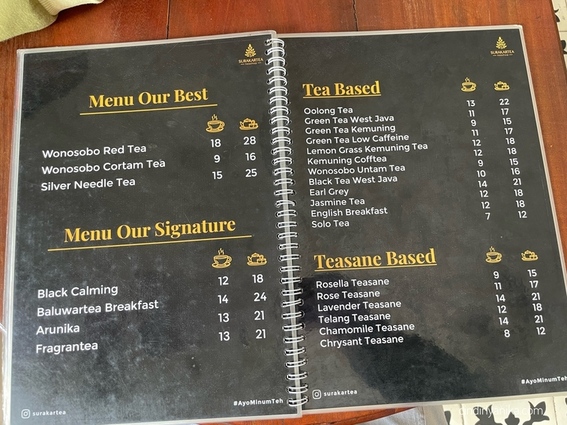 SURAKARTEA
Menu Our Best
Wonosobo Red Tea 18 28
Wonosobo Cortam Tea 9 16
Silver Needle Tea 15 25
Menu Our Signature
Black Calming 12 18
Baluwartea Breakfast 14 24
Arunika 13 21
Fragrantea 13 21
surakartea #AyoMinumTeh
SURAKARTEA
Tea Based
Oolong Tea 13 22
Green Tea West Java 11 17
Green Tea Kemuning 9 15
Green Tea Low Caffeine 11 17
Lemon Grass Kemuning Tea 12 18
Kemuning Cofftea 12 18
Wonosobo Untam Tea 9 15
Black Tea West Java 10 16
Earl Grey 14 21
Jasmine Tea 12 18
English Breakfast 12 18
Solo Tea 7 12
Teasane Based
Rosella Teasane 9 15
Rose Teasane 11 17
Lavender Teasane 14 21
Telang Teasane 12 18
Chamomile Teasane 14 21
Chrysant Teasane 8 12
surakartea #AyoMinumTeh